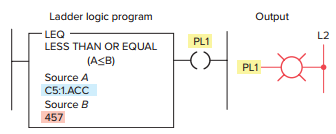 Ladder logic program
Output
LEQ
LESS THAN OR EQUAL
(A≤B)
Source A
C5:1.ACC
Source B
457
PL1
L2
PL1